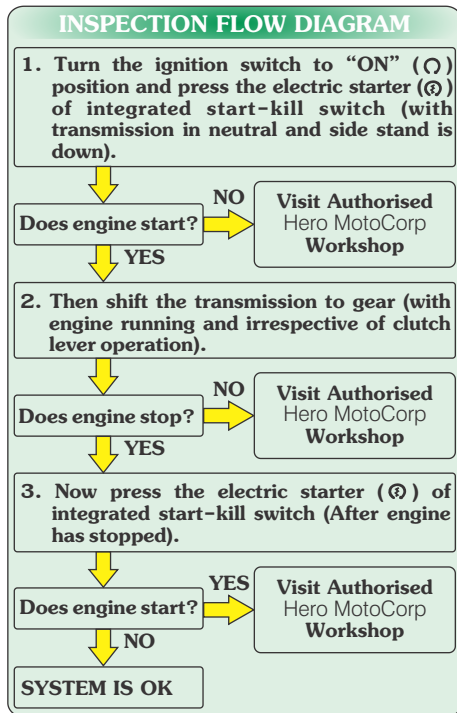 INSPECTION FLOW DIAGRAM
1. Turn the ignition switch to “ON” ( )
position and press the electric starter ( )
of integrated start-kill switch (with
transmission in neutral and side stand is
down).
NO
Does engine start?
Visit Authorised
Hero MotoCorp
Workshop
YES
2. Then shift the transmission to gear (with
engine running and irrespective of clutch
lever operation).
NO
Does engine stop?
Visit Authorised
Hero MotoCorp
Workshop
YES
3. Now press the electric starter ( ) of
integrated start-kill switch (After engine
has stopped).
YES
Does engine start?
Visit Authorised
Hero MotoCorp
Workshop
NO
SYSTEM IS OK